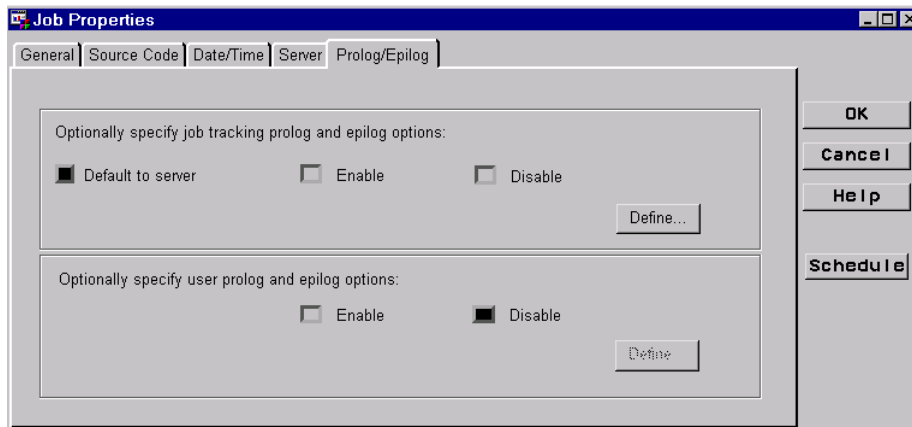 Job Properties
General Source Code Date/Time Server Prolog/Epilog
Optionally specify job tracking prolog and epilog options:
Default to server Enable Disable
Define...
Optionally specify user prolog and epilog options:
Enable Disable
Define
OK
Cancel
Help
Schedule